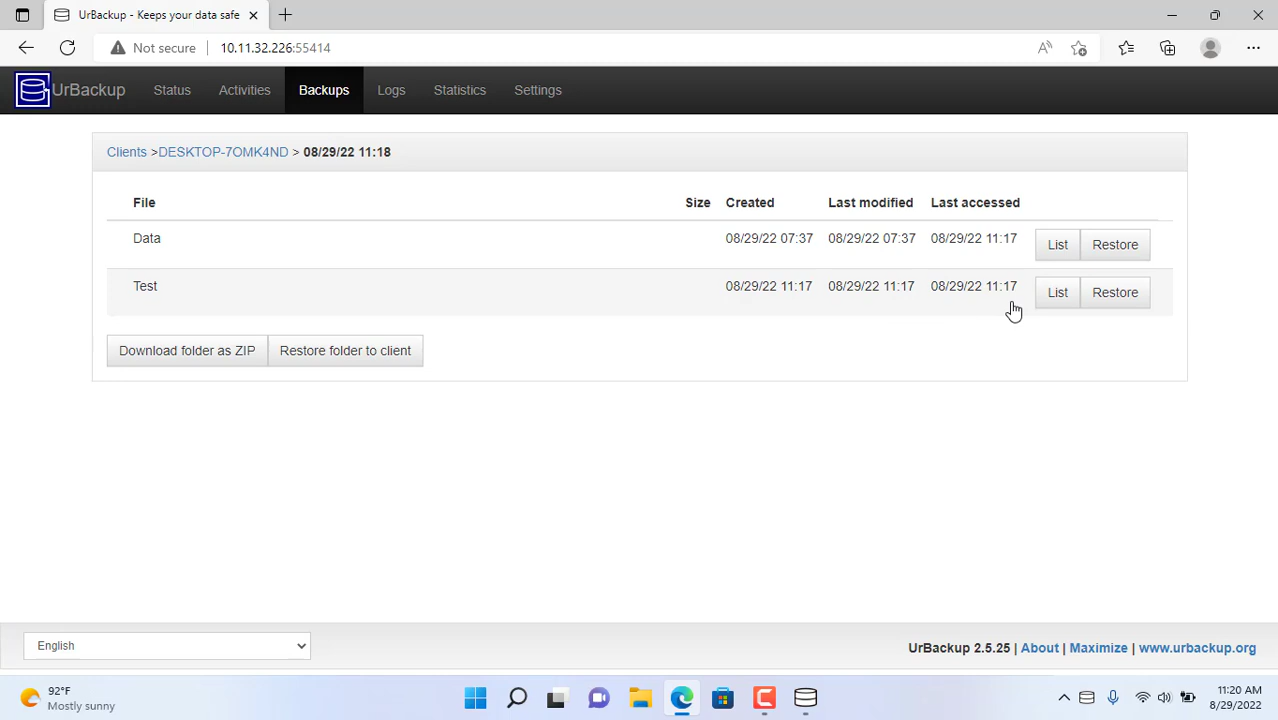 UrBackup - Keeps your data safe
Not secure 10.11.32.226:55414
UrBackup Status Activities Backups Logs Statistics Settings
Clients >DESKTOP-7OMK4ND > 08/29/22 11:18
File Size Created Last modified Last accessed
Data 08/29/22 07:37 08/29/22 07:37 08/29/22 11:17 List Restore
Test 08/29/22 11:17 08/29/22 11:17 08/29/22 11:17 List Restore
Download folder as ZIP Restore folder to client
English UrBackup 2.5.25 | About | Maximize | www.urbackup.org
92°F 11:20 AM
Mostly sunny 8/29/2022